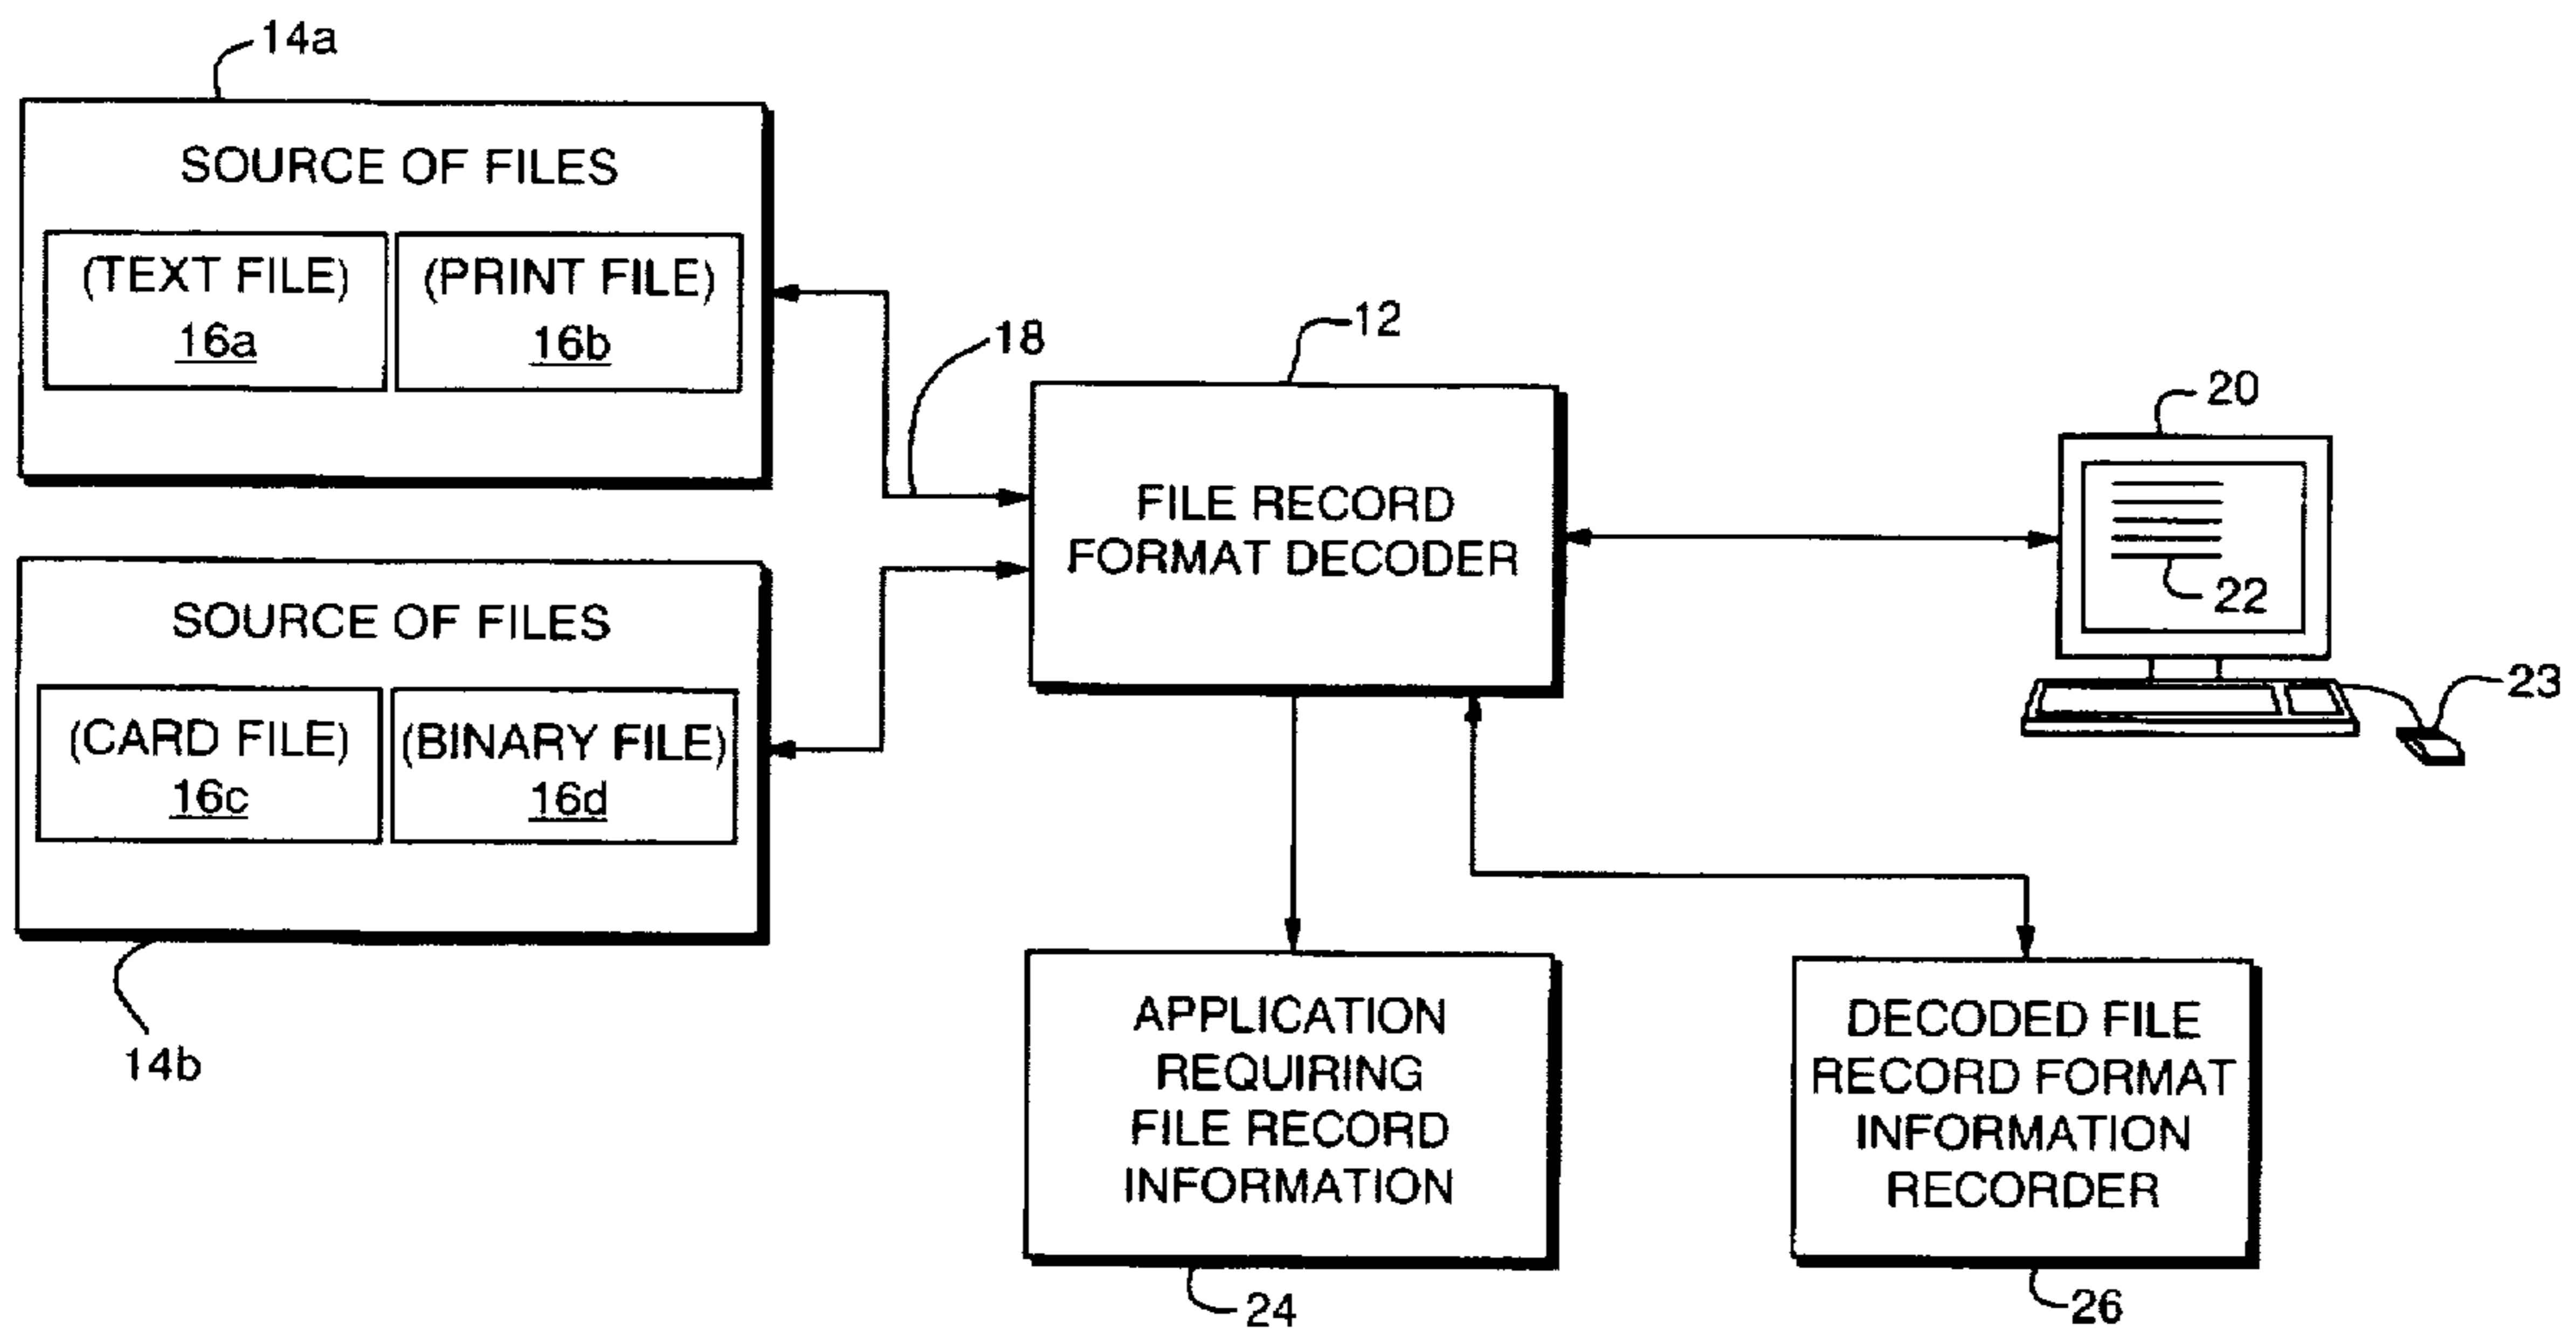 14a
SOURCE OF FILES
(TEXT FILE) (PRINT FILE)
16a 16b
18
12
FILE RECORD
FORMAT DECODER
20
22
23
SOURCE OF FILES
(CARD FILE) (BINARY FILE)
16c 16d
14b
APPLICATION
REQUIRING
FILE RECORD
INFORMATION
24
DECODED FILE
RECORD FORMAT
INFORMATION
RECORDER
26